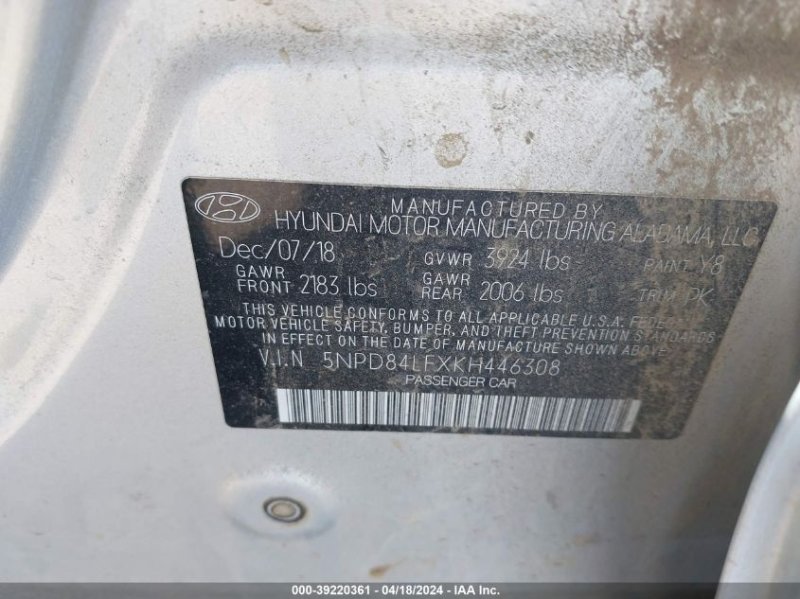 MANUFACTURED BY
HYUNDAI MOTOR MANUFACTURING ALABAMA, LLC
Dec/07/18 GVWR 3924 lbs PAINT Y8
GAWR FRONT 2183 lbs GAWR REAR 2006 lbs TRIM PK
THIS VEHICLE CONFORMS TO ALL APPLICABLE U.S.A. FEDERAL
MOTOR VEHICLE SAFETY, BUMPER, AND THEFT PREVENTION STANDARDS
IN EFFECT ON THE DATE OF MANUFACTURE SHOWN ABOVE
V.I.N 5NPD84LFXKH446308
PASSENGER CAR
000-39220361 - 04/18/2024 - IAA Inc.